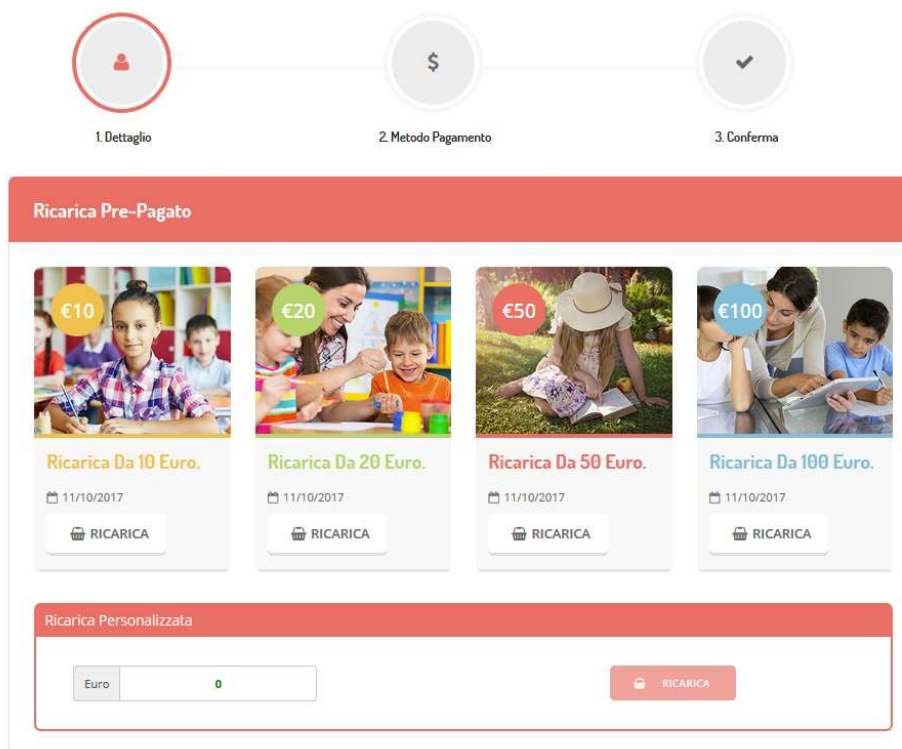 $
1. Dettaglio
2. Metodo Pagamento
3. Conferma
Ricarica Pre-Pagato
€10
€20
€50
€100
Ricarica Da 10 Euro.
Ricarica Da 20 Euro.
Ricarica Da 50 Euro.
Ricarica Da 100 Euro.
11/10/2017
11/10/2017
11/10/2017
11/10/2017
RICARICA
RICARICA
RICARICA
RICARICA
Ricarica Personalizzata
Euro
0
RICARICA